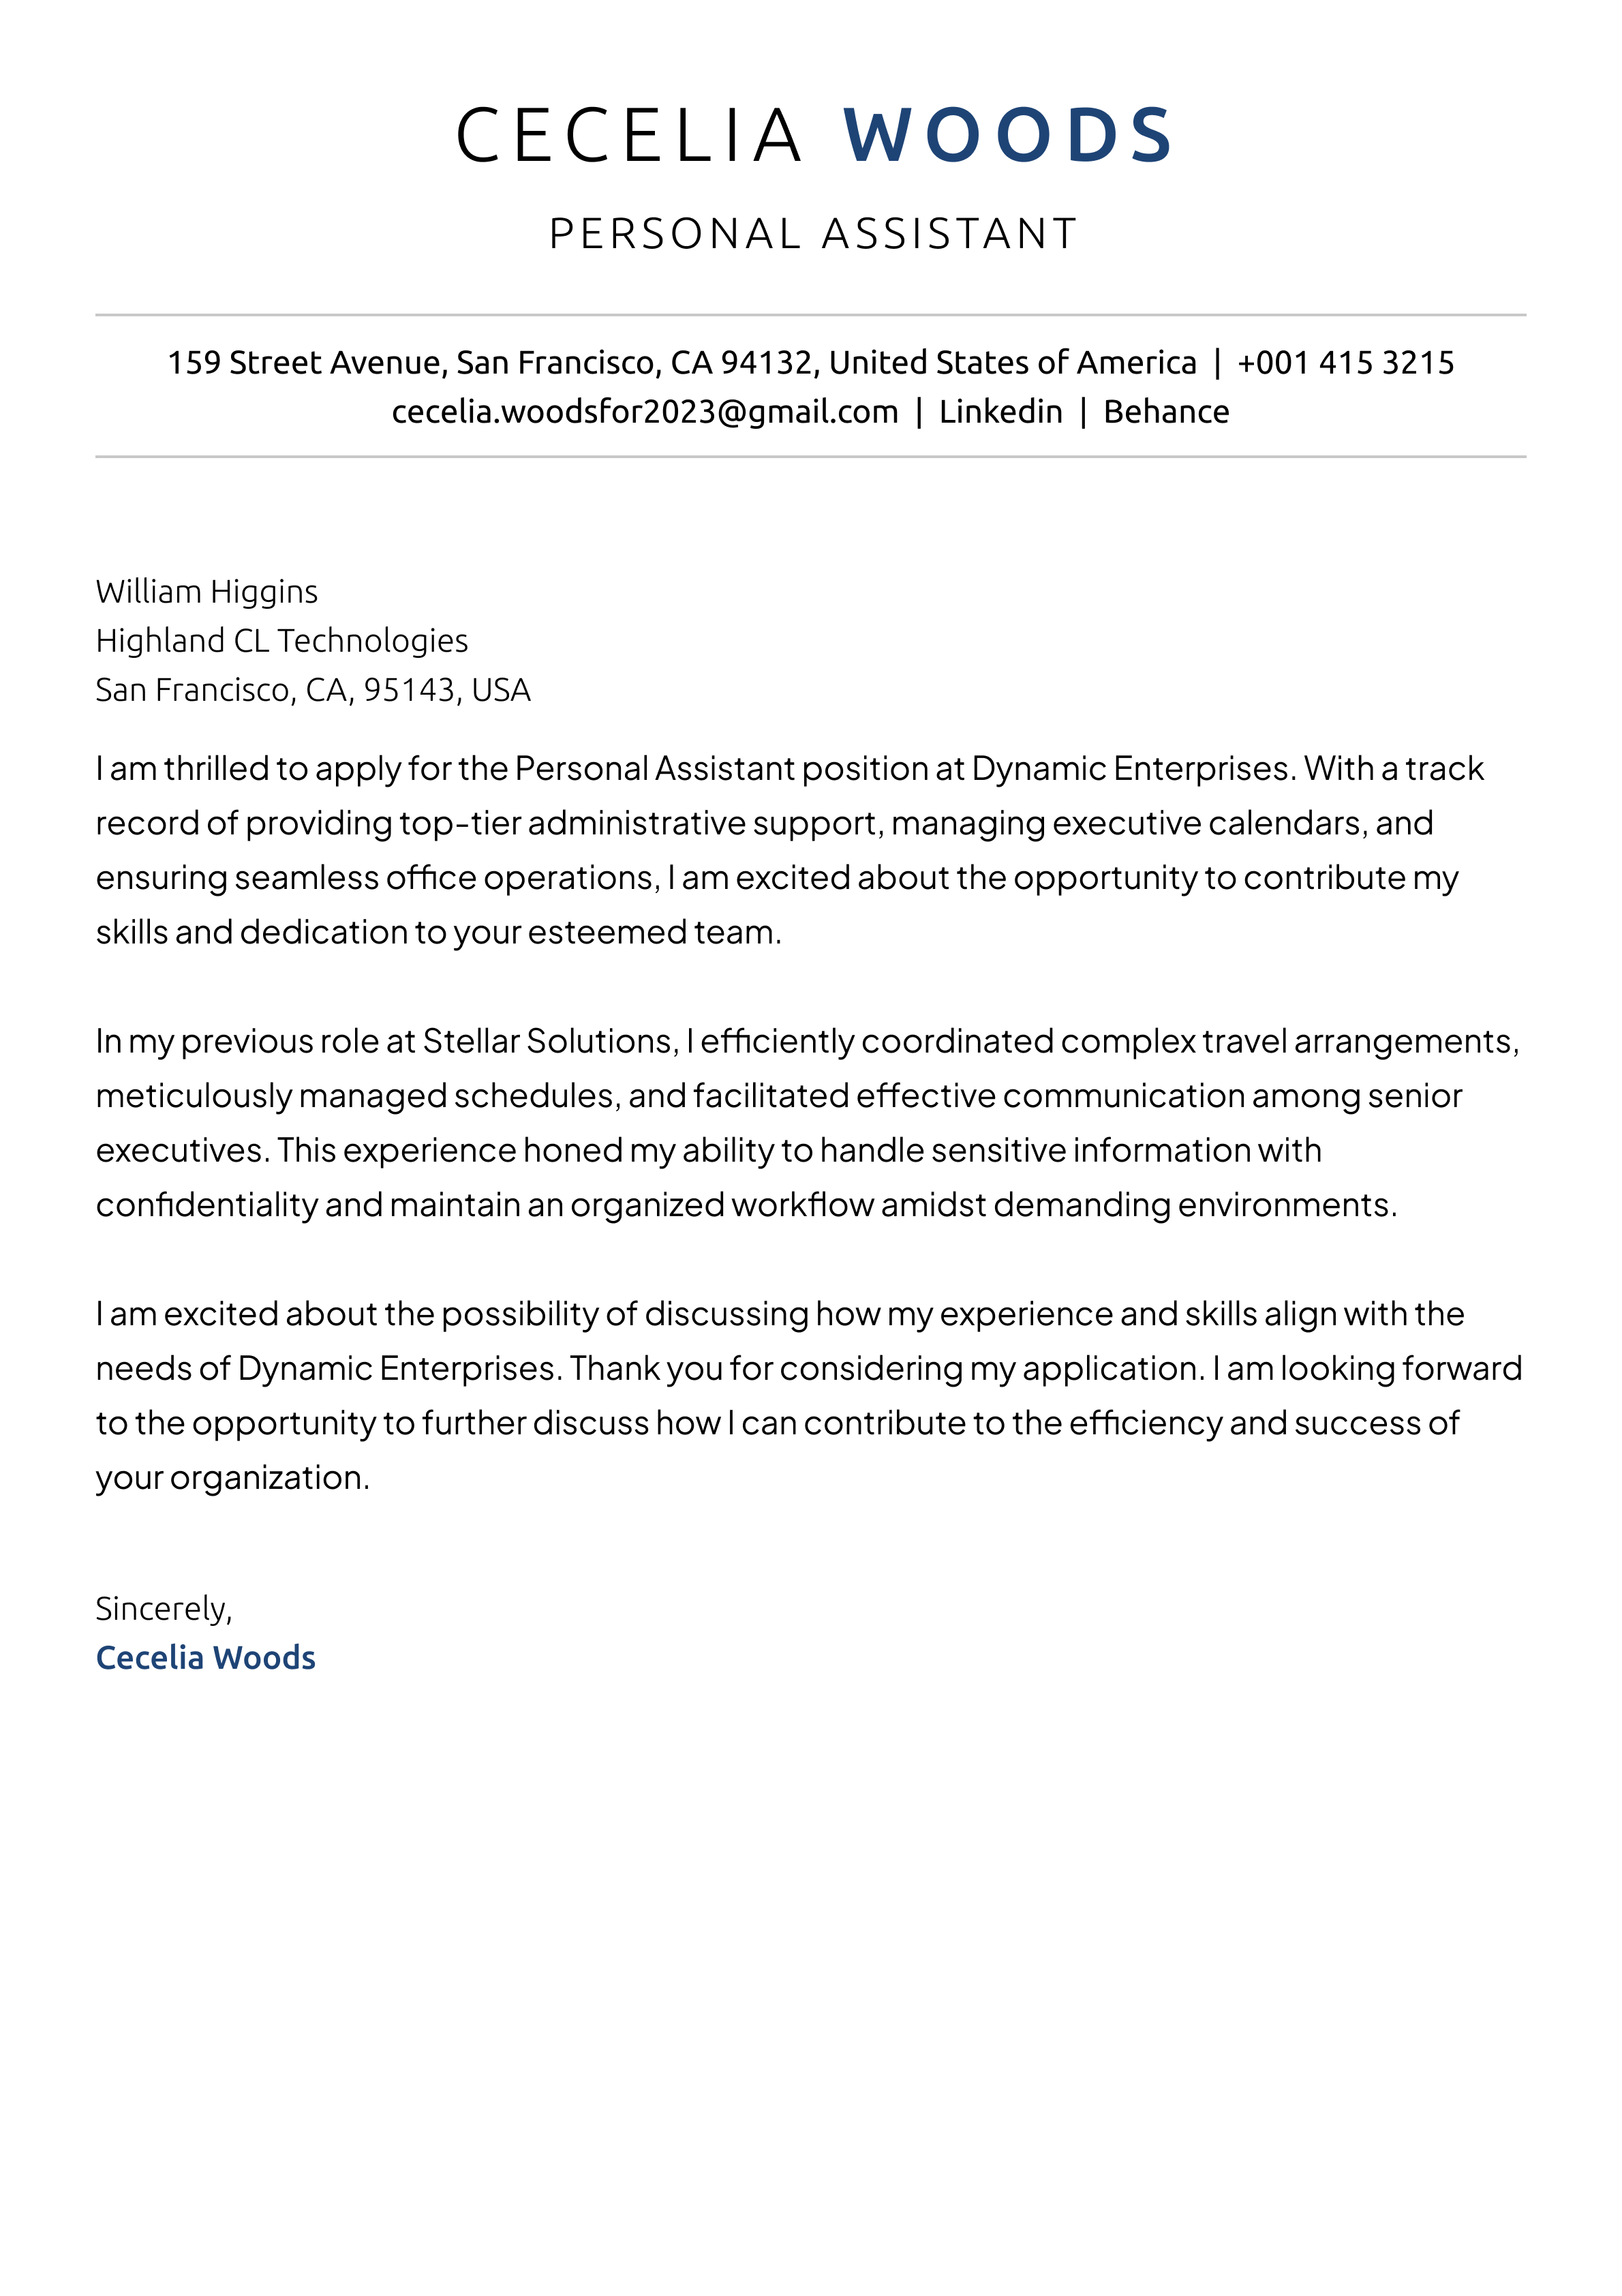 CECELIA WOODS
PERSONAL ASSISTANT
159 Street Avenue, San Francisco, CA 94132, United States of America | +001 415 3215
cecelia.woodsfor2023@gmail.com | Linkedin | Behance
William Higgins
Highland CL Technologies
San Francisco, CA, 95143, USA
I am thrilled to apply for the Personal Assistant position at Dynamic Enterprises. With a track
record of providing top-tier administrative support, managing executive calendars, and
ensuring seamless office operations, I am excited about the opportunity to contribute my
skills and dedication to your esteemed team.
In my previous role at Stellar Solutions, I efficiently coordinated complex travel arrangements,
meticulously managed schedules, and facilitated effective communication among senior
executives. This experience honed my ability to handle sensitive information with
confidentiality and maintain an organized workflow amidst demanding environments.
I am excited about the possibility of discussing how my experience and skills align with the
needs of Dynamic Enterprises. Thank you for considering my application. I am looking forward
to the opportunity to further discuss how I can contribute to the efficiency and success of
your organization.
Sincerely,
Cecelia Woods